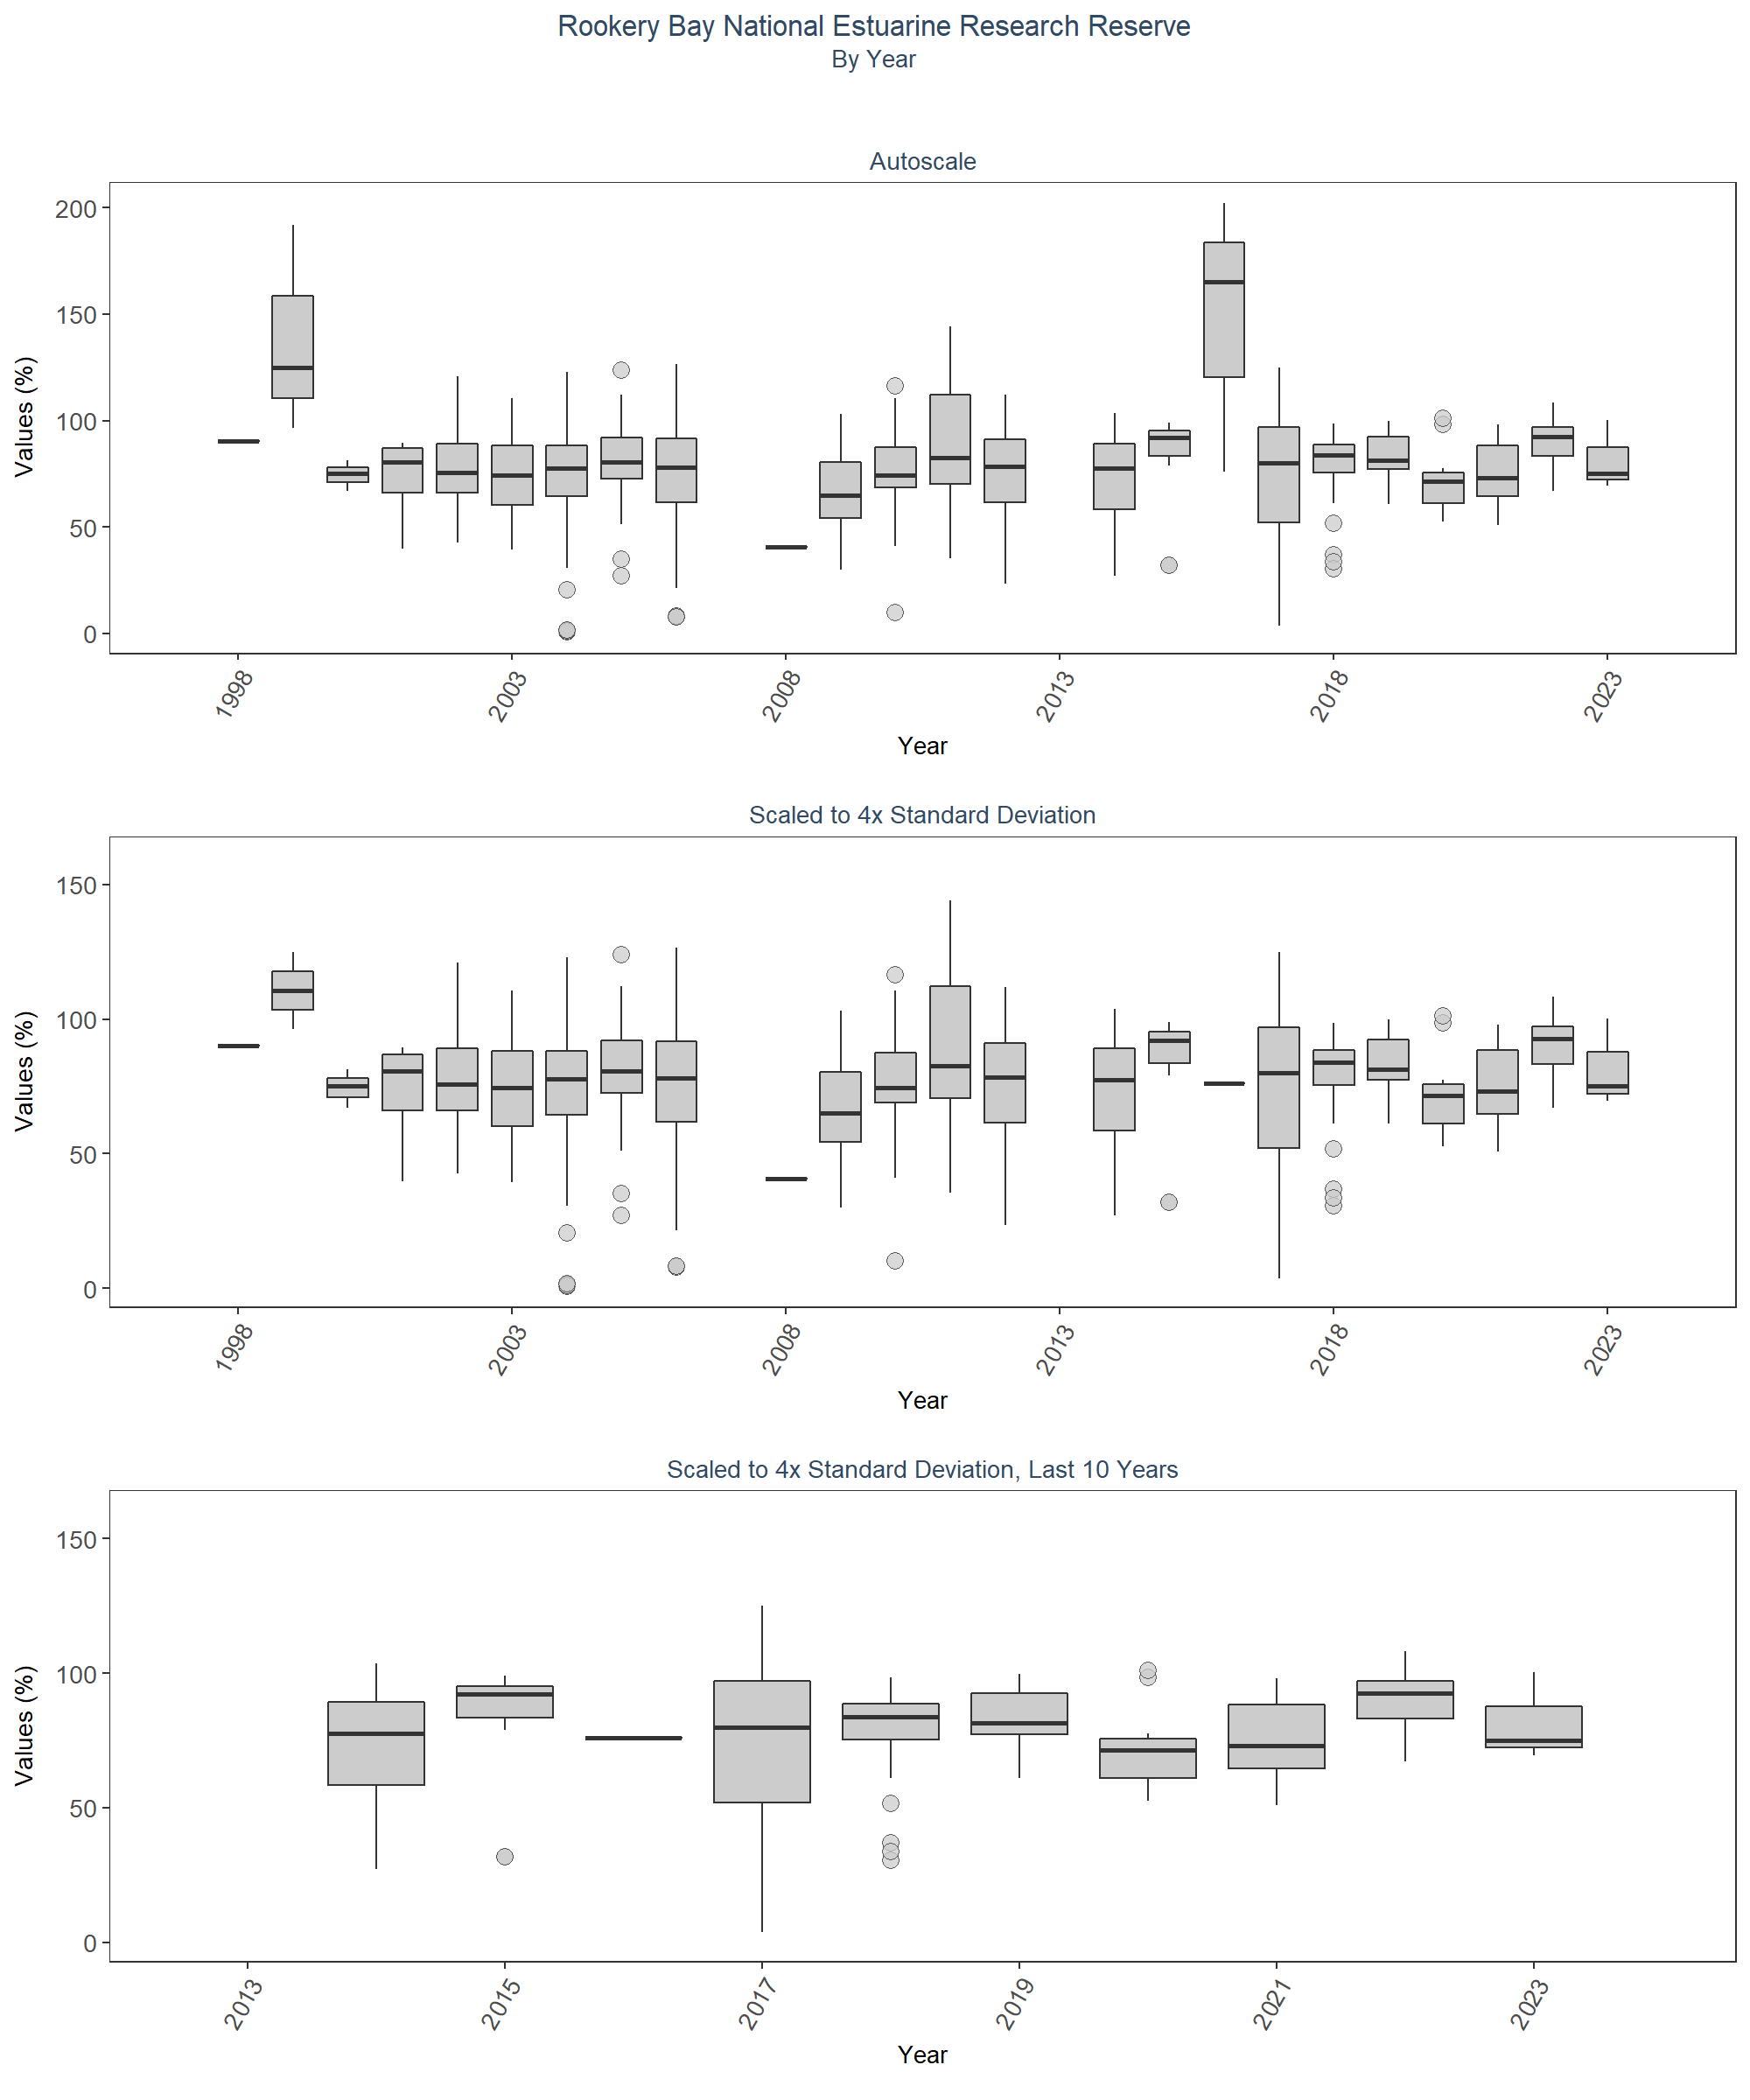 Rookery Bay National Estuarine Research Reserve
By Year
Autoscale
Values (%)
200
150
100
50
0
1998
2003
2008
2013
2018
2023
Year
Scaled to 4x Standard Deviation
Values (%)
150
100
50
0
1998
2003
2008
2013
2018
2023
Year
Scaled to 4x Standard Deviation, Last 10 Years
Values (%)
150
100
50
0
2013
2015
2017
2019
2021
2023
Year